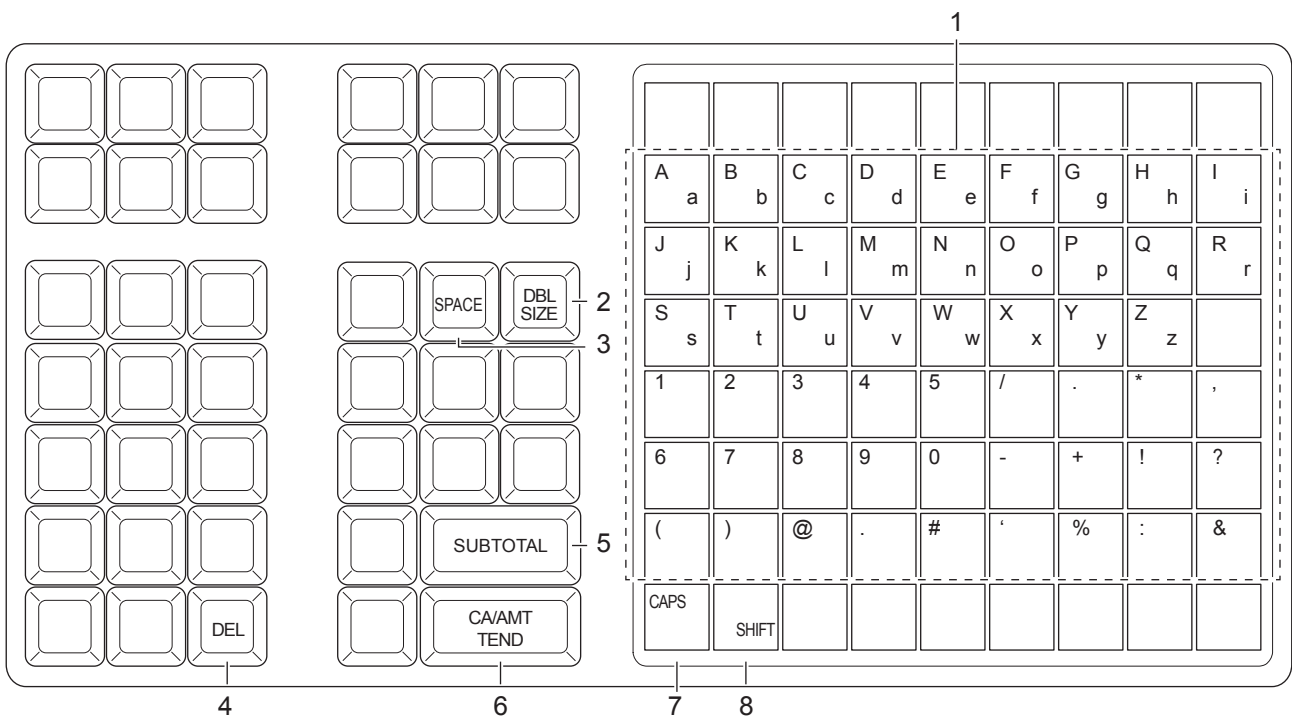 1
A a B b C c D d E e F f G g H h I i
J j K k L l M m N n O o P p Q q R r
SPACE DBL SIZE 2
3
S s T t U u V v W w X x Y y Z z
1 2 3 4 5 / . * ,
6 7 8 9 0 - + ! ?
SUBTOTAL 5
( ) @ . # ‘ % : &
DEL
CA/AMT
TEND
CAPS SHIFT
4 6 7 8